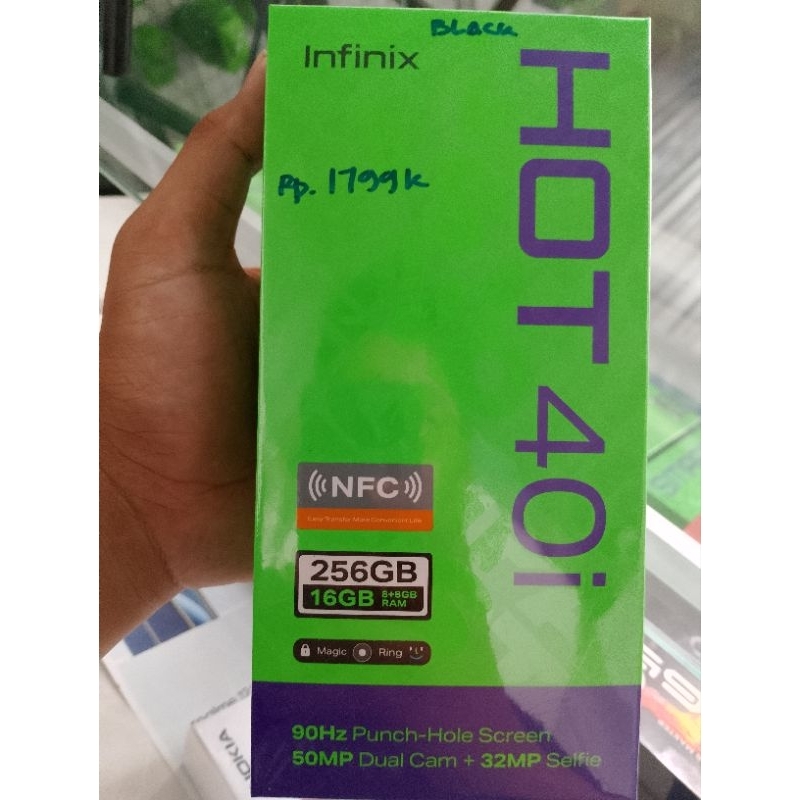 BLACK
Infinix
HOT 40i
Rp. 1799k
((NFC))
256GB
16GB 8+8GB RAM
Magic Ring
90Hz Punch-Hole Screen
50MP Dual Cam + 32MP Selfie
NOKIA